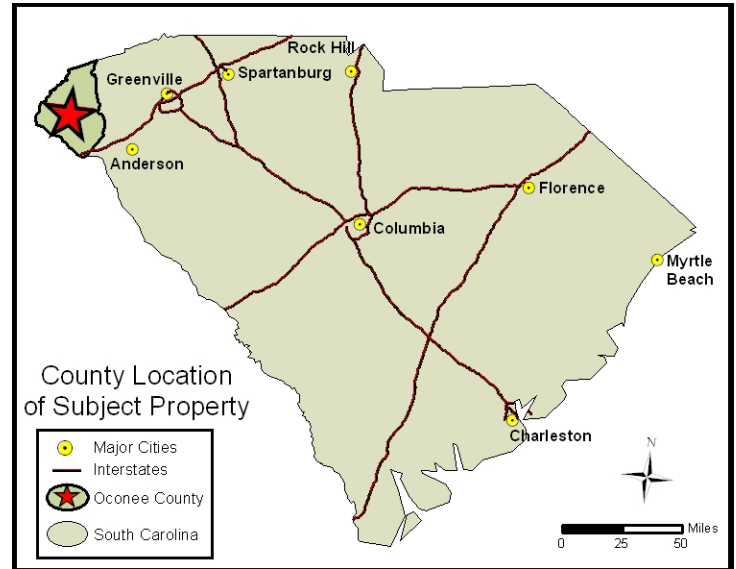 Rock Hill
Greenville
Spartanburg
Anderson
Florence
Columbia
Myrtle
Beach
County Location
of Subject Property
Charleston
Major Cities
Interstates
Oconee County
South Carolina
N
Miles
0 25 50